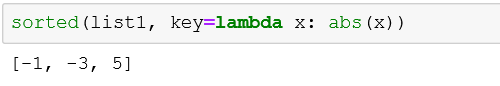 sorted(list1, key=lambda x: abs(x))
[-1, -3, 5]